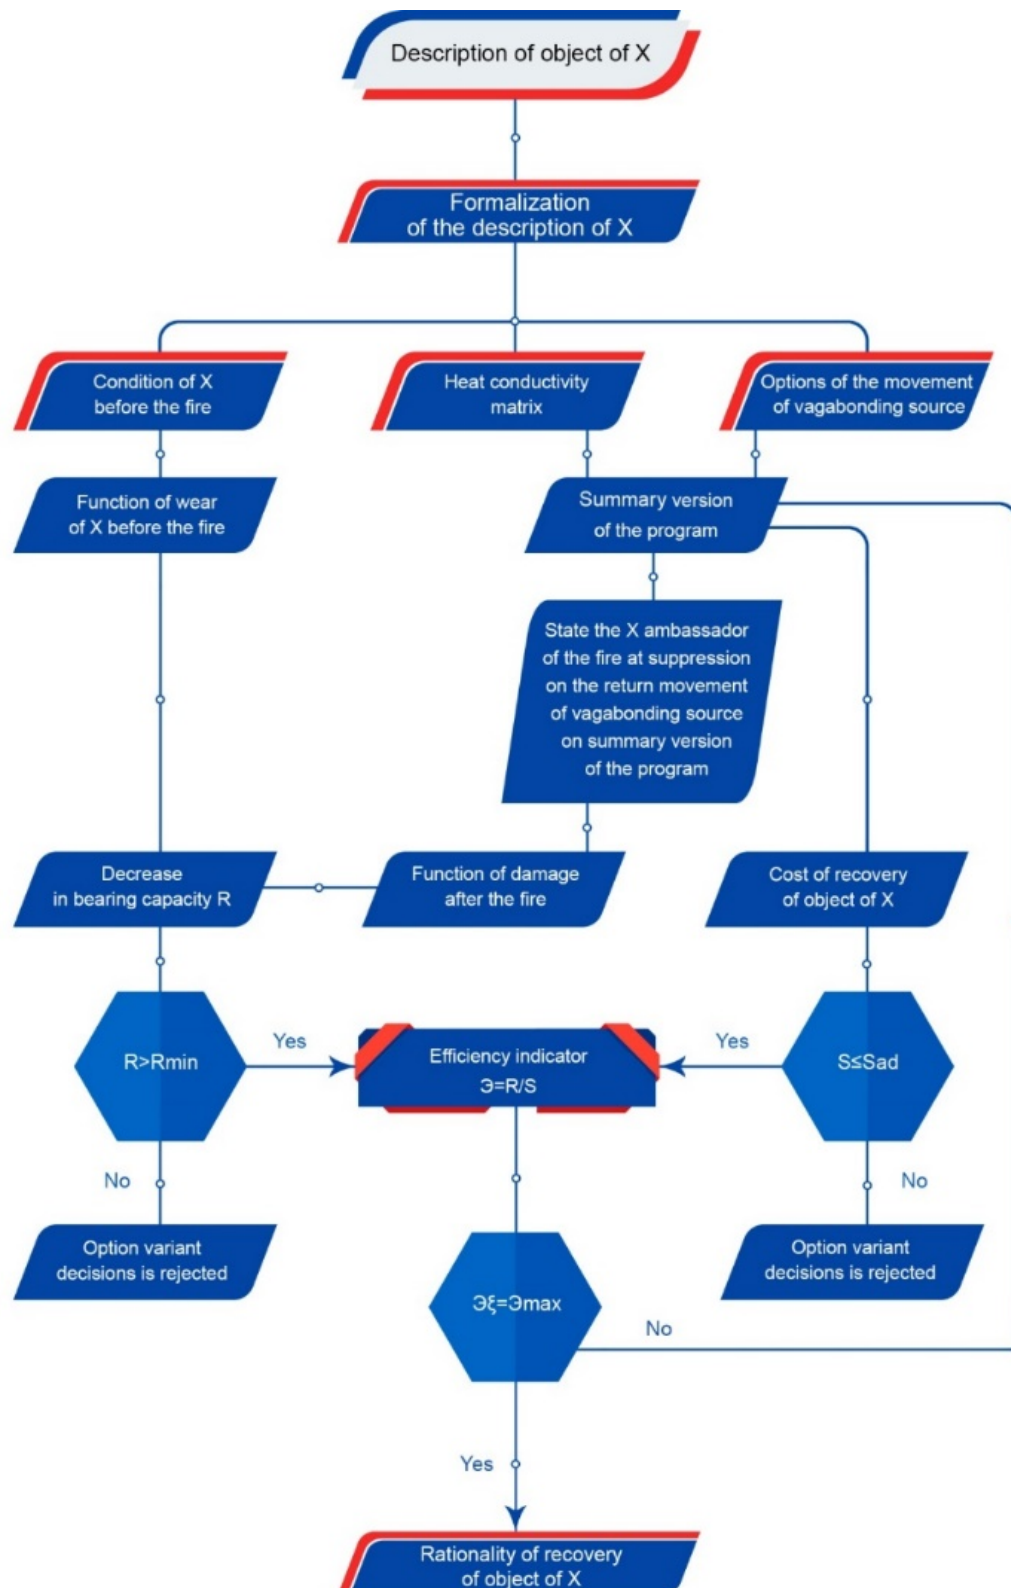 Description of object of X
Formalization
of the description of X
Condition of X
before the fire
Heat conductivity
matrix
Options of the movement
of vagabonding source
Function of wear
of X before the fire
Summary version
of the program
State the X ambassador
of the fire at suppression
on the return movement
of vagabonding source
on summary version
of the program
Decrease
in bearing capacity R
Function of damage
after the fire
Cost of recovery
of object of X
R>Rmin
Yes
Efficiency indicator
Э=R/S
Yes
S≤Sad
No
No
Option variant
decisions is rejected
Option variant
decisions is rejected
Эξ=Эmax
No
Yes
Rationality of recovery
of object of X